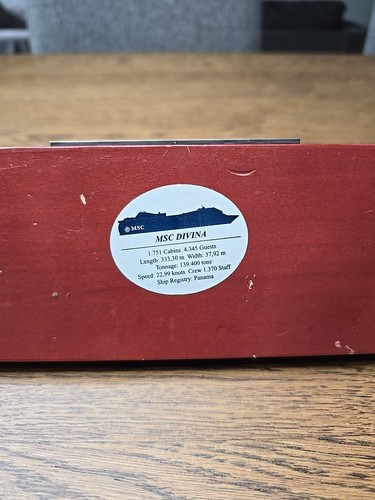 MSC
MSC DIVINA
1.751 Cabins 4.345 Guests
Length: 333,30 m Width: 37,92 m
Tonnage: 139.400 tons
Speed: 22,99 knots Crew 1.370 Staff
Ship Registry: Panama